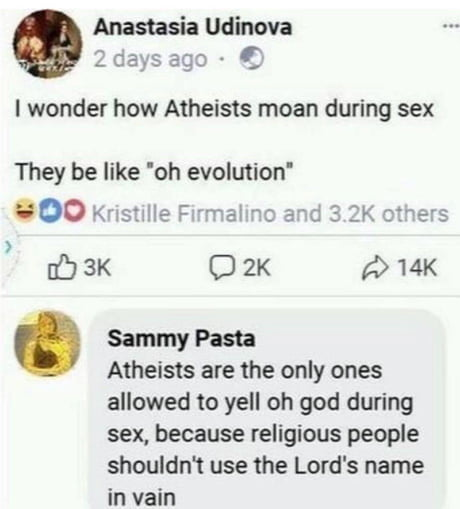 Anastasia Udinova
2 days ago ·
I wonder how Atheists moan during sex
They be like "oh evolution"
Kristille Firmalino and 3.2K others
3K 2K 14K
Sammy Pasta
Atheists are the only ones
allowed to yell oh god during
sex, because religious people
shouldn't use the Lord's name
in vain